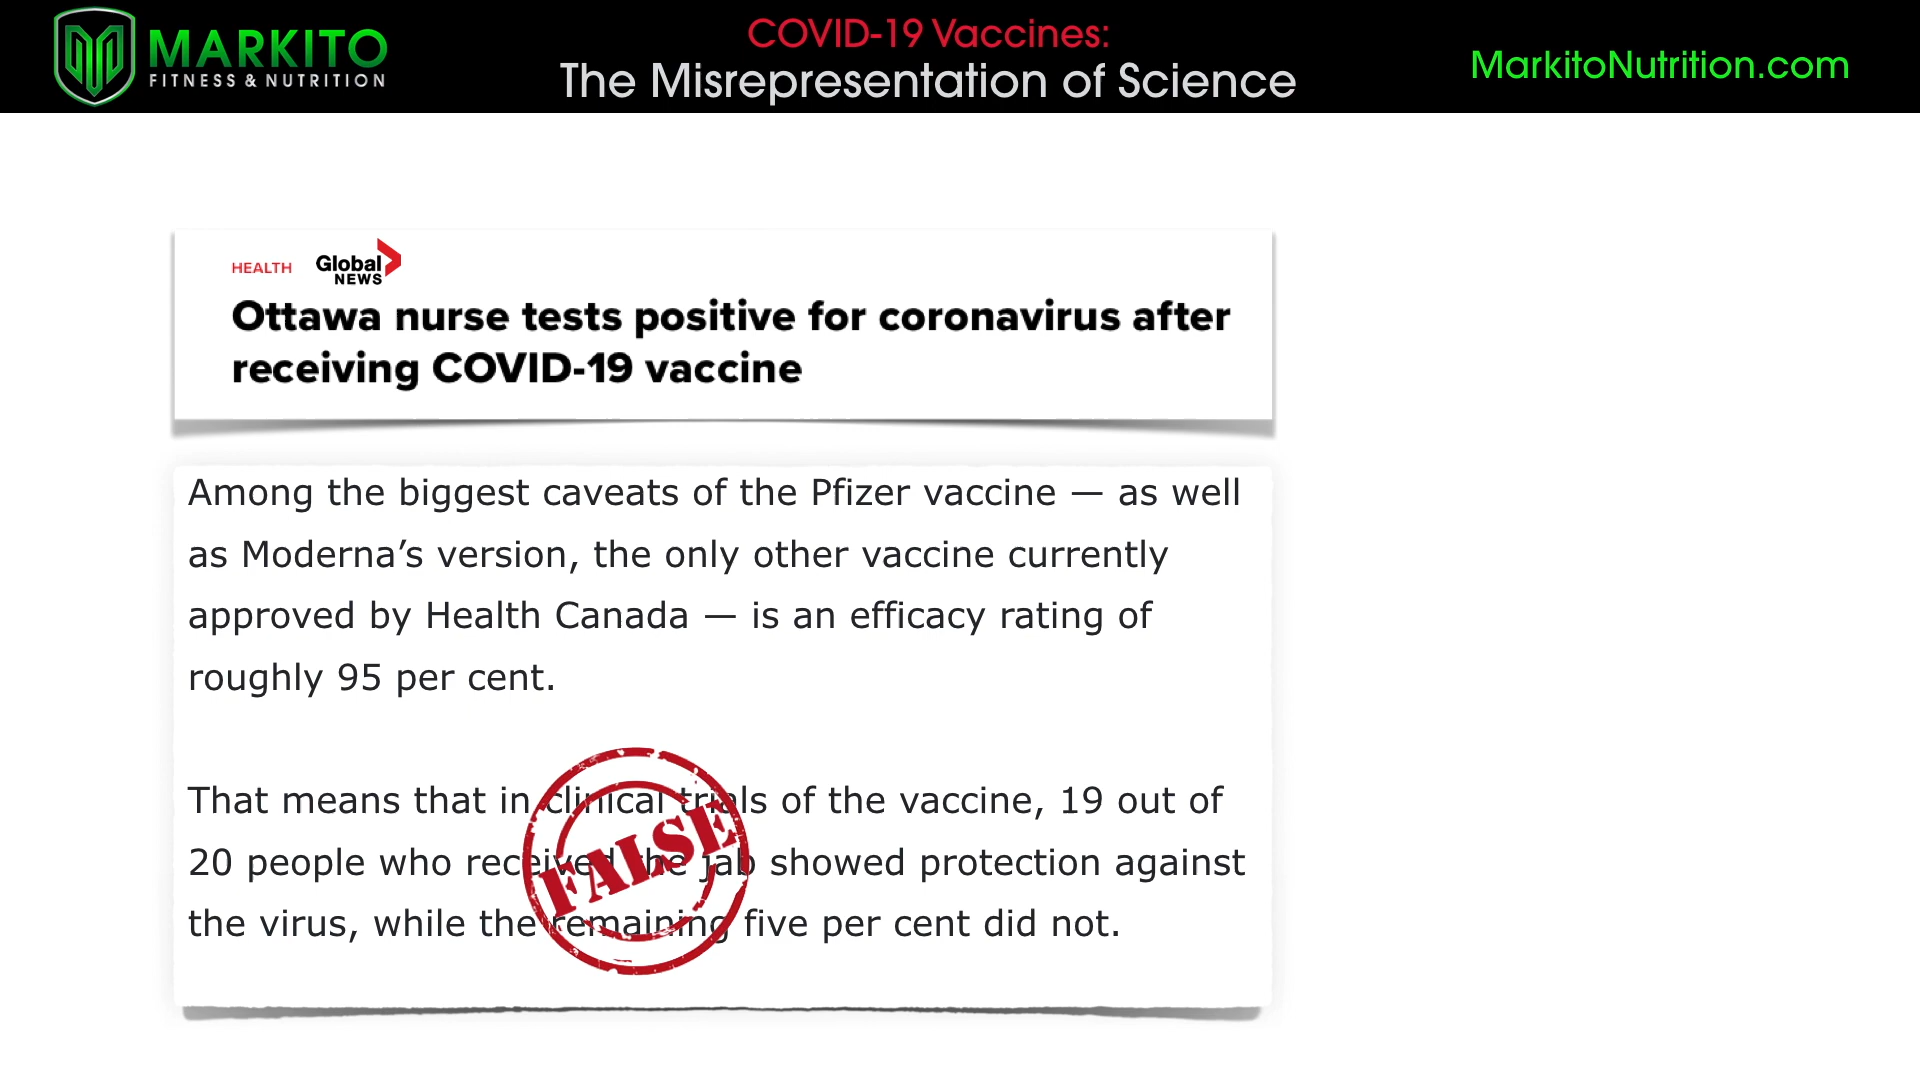 MARKITO
FITNESS & NUTRITION
COVID-19 Vaccines:
The Misrepresentation of Science
MarkitoNutrition.com
HEALTH
Global
NEWS
Ottawa nurse tests positive for coronavirus after
receiving COVID-19 vaccine
Among the biggest caveats of the Pfizer vaccine — as well
as Moderna’s version, the only other vaccine currently
approved by Health Canada — is an efficacy rating of
roughly 95 per cent.
That means that in clinical trials of the vaccine, 19 out of
20 people who received the jab showed protection against
the virus, while the remaining five per cent did not.
FALSE